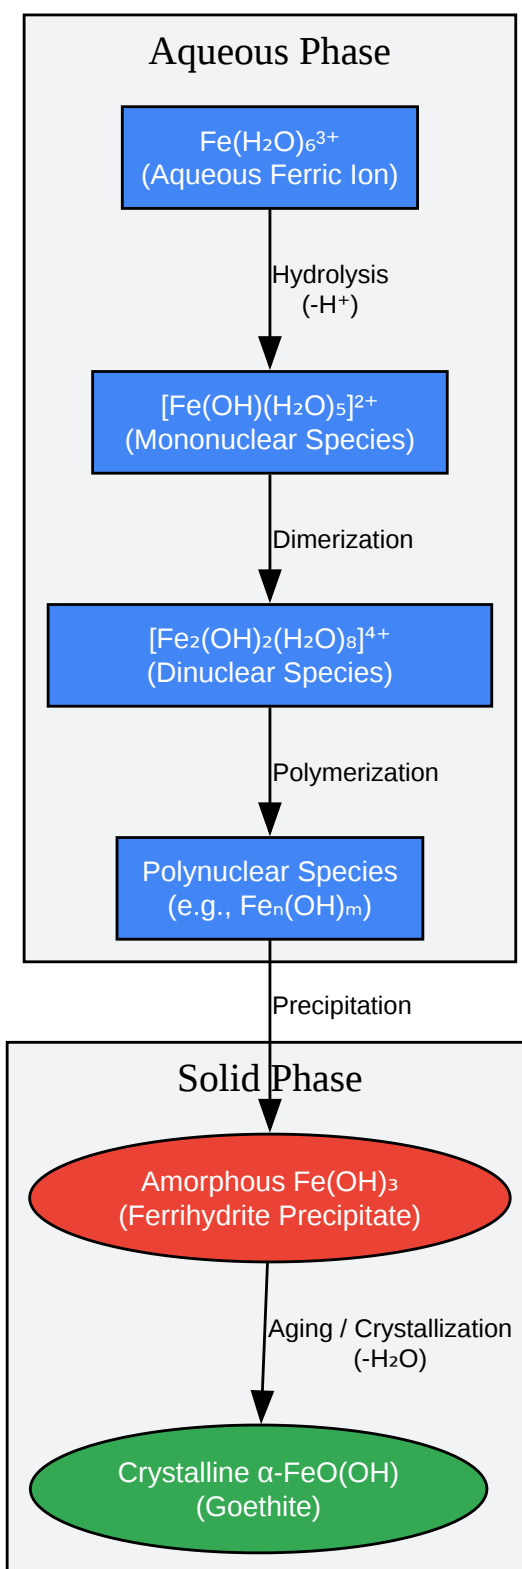 Aqueous Phase
Fe(H₂O)₆³⁺
(Aqueous Ferric Ion)
Hydrolysis
(-H⁺)
[Fe(OH)(H₂O)₅]²⁺
(Mononuclear Species)
Dimerization
[Fe₂(OH)₂(H₂O)₈]⁴⁺
(Dinuclear Species)
Polymerization
Polynuclear Species
(e.g., Feₙ(OH)ₘ)
Precipitation
Solid Phase
Amorphous Fe(OH)₃
(Ferrihydrite Precipitate)
Aging / Crystallization
(-H₂O)
Crystalline α-FeO(OH)
(Goethite)